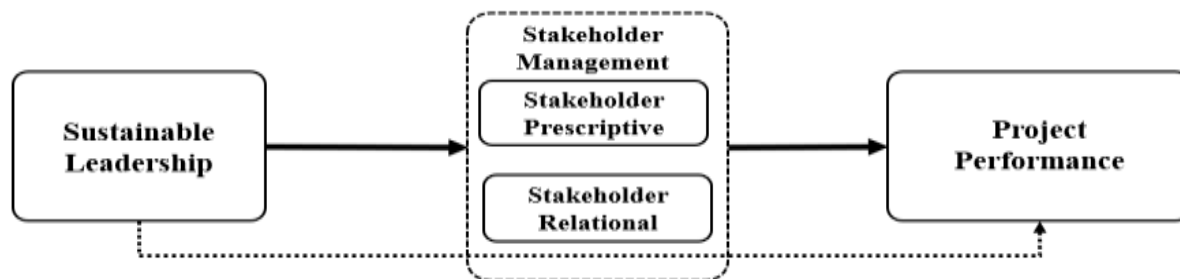 Sustainable
Leadership
Stakeholder
Management
Stakeholder
Prescriptive
Stakeholder
Relational
Project
Performance